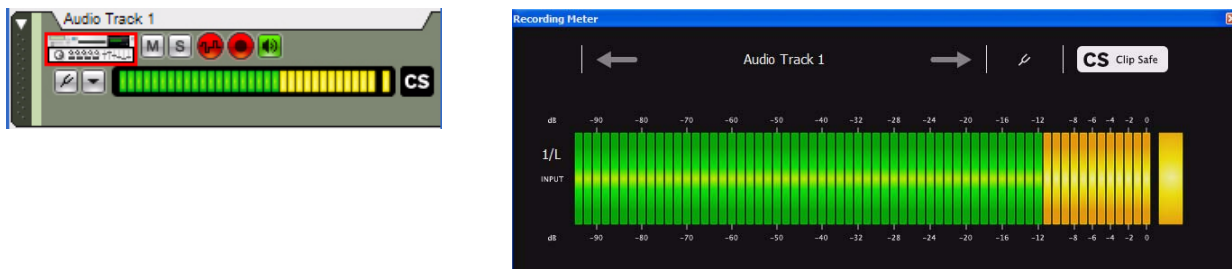 Audio Track 1
M S
CS
Recording Meter
Audio Track 1
CS Clip Safe
dB -90 -80 -70 -60 -50 -40 -32 -28 -24 -20 -16 -12 -8 -6 -4 -2 0
1/L
INPUT
dB -90 -80 -70 -60 -50 -40 -32 -28 -24 -20 -16 -12 -8 -6 -4 -2 0